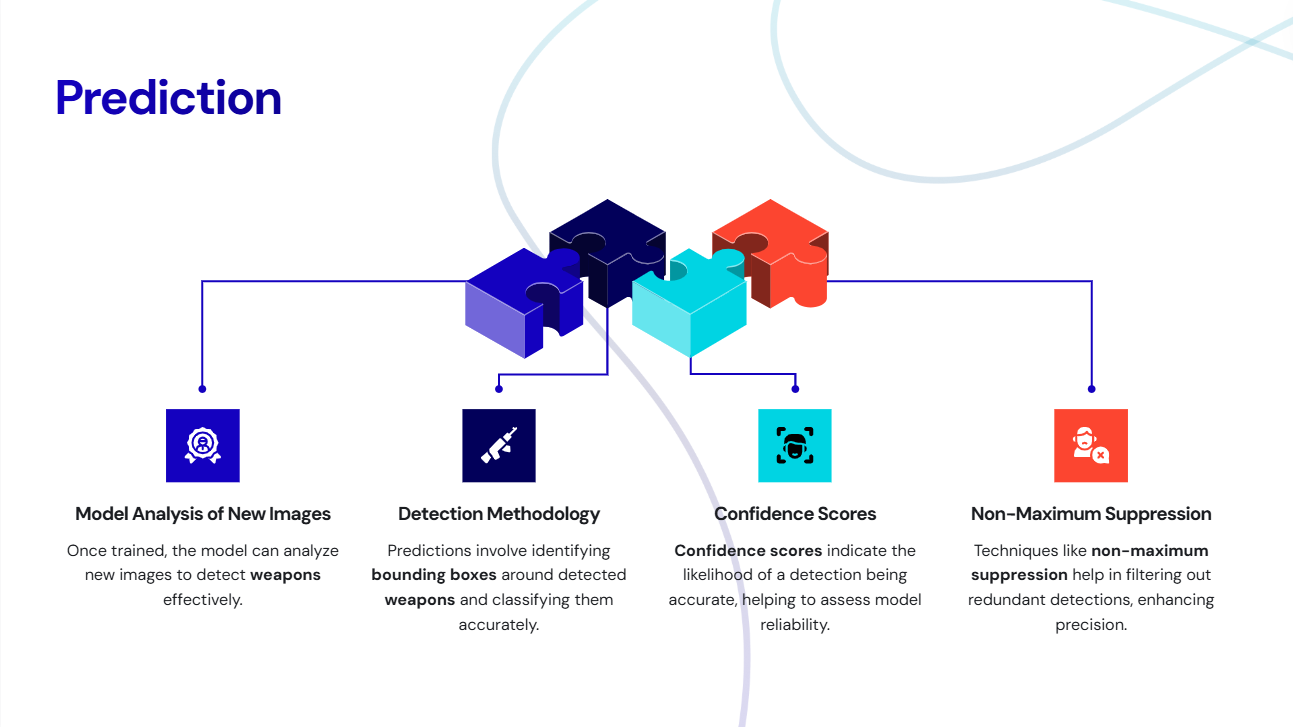 Prediction
Model Analysis of New Images
Once trained, the model can analyze
new images to detect weapons
effectively.
Detection Methodology
Predictions involve identifying
bounding boxes around detected
weapons and classifying them
accurately.
Confidence Scores
Confidence scores indicate the
likelihood of a detection being
accurate, helping to assess model
reliability.
Non-Maximum Suppression
Techniques like non-maximum
suppression help in filtering out
redundant detections, enhancing
precision.